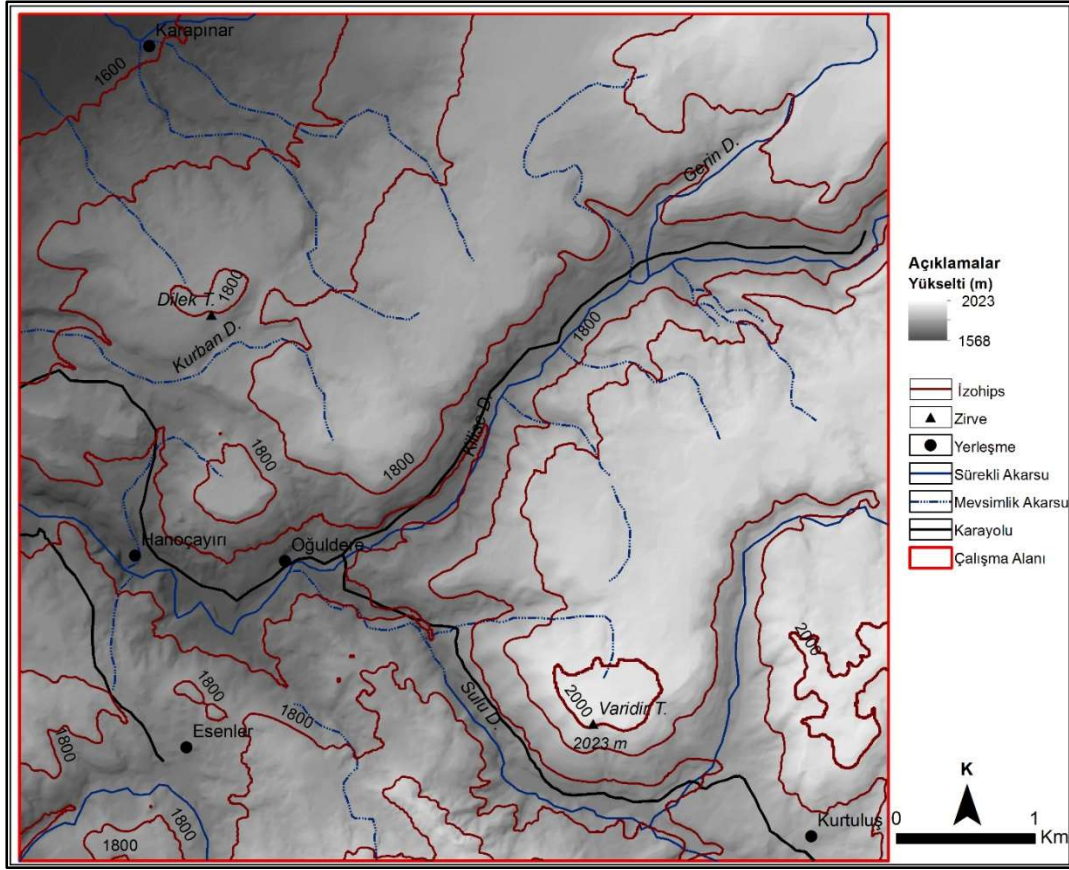 Karapınar
1600
Gerin D.
1800
Dilek T.
Kurban D.
1800
Kilise D.
1800
1800
Hanoçayırı
Oğuldere
2000
1800
2000
Varidir T.
Sulu D.
1800
Esenler
1800
2023 m
1800
Kurtuluş
1800
Açıklamalar
Yükselti (m)
2023
1568
İzohips
Zirve
Yerleşme
Sürekli Akarsu
Mevsimlik Akarsu
Karayolu
Çalışma Alanı
K
0 1
Km